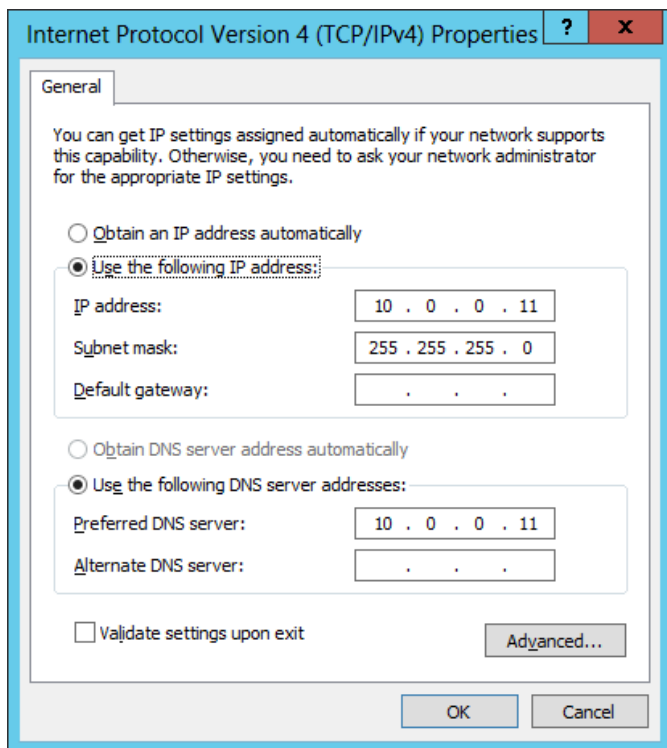 Internet Protocol Version 4 (TCP/IPv4) Properties ? x
General
You can get IP settings assigned automatically if your network supports
this capability. Otherwise, you need to ask your network administrator
for the appropriate IP settings.
Obtain an IP address automatically
Use the following IP address:
IP address: 10 . 0 . 0 . 11
Subnet mask: 255 . 255 . 255 . 0
Default gateway: . . .
Obtain DNS server address automatically
Use the following DNS server addresses:
Preferred DNS server: 10 . 0 . 0 . 11
Alternate DNS server: . . .
Validate settings upon exit
Advanced...
OK Cancel